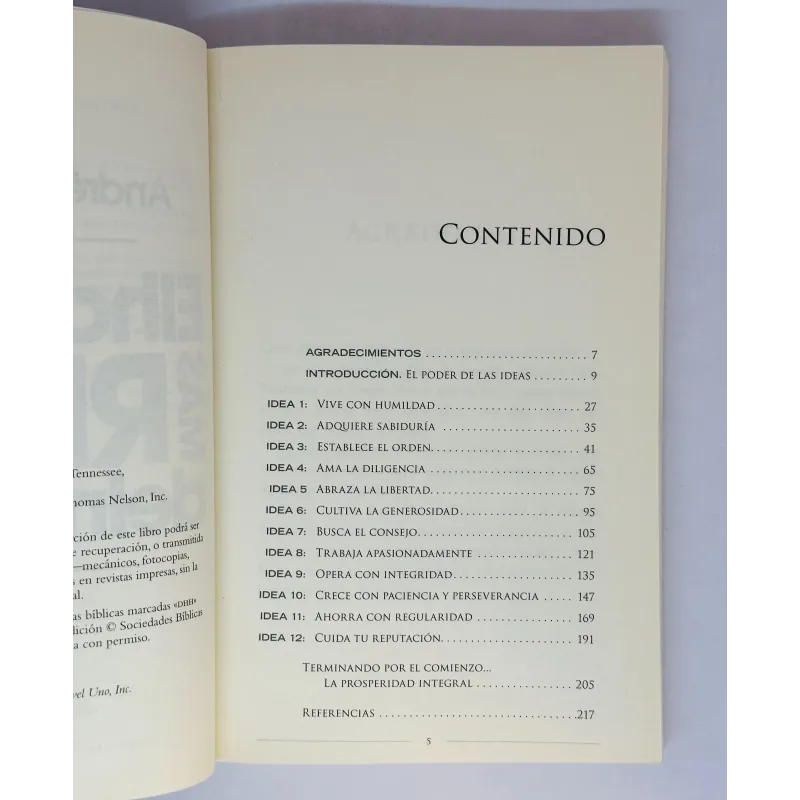 Tennessee,
Thomas Nelson, Inc.
ción de este libro podrá ser
e recuperación, o transmitida
—mecánicos, fotocopias,
s en revistas impresas, sin la
al.
as bíblicas marcadas «DHH»
dición © Sociedades Bíblicas
a con permiso.
vel Uno, Inc.
CONTENIDO
AGRADECIMIENTOS . . . . . . . . . . . . . . . . . . . . . . . . . . . 7
INTRODUCCIÓN. EL PODER DE LAS IDEAS . . . . . . . . . 9
IDEA 1: VIVE CON HUMILDAD . . . . . . . . . . . . . . . . . . . . . . . . 27
IDEA 2: ADQUIERE SABIDURÍA . . . . . . . . . . . . . . . . . . . . . . . 35
IDEA 3: ESTABLECE EL ORDEN. . . . . . . . . . . . . . . . . . . . . . . . . 41
IDEA 4: AMA LA DILIGENCIA . . . . . . . . . . . . . . . . . . . . . . . . . 65
IDEA 5 ABRAZA LA LIBERTAD. . . . . . . . . . . . . . . . . . . . . . . . . 75
IDEA 6: CULTIVA LA GENEROSIDAD . . . . . . . . . . . . . . . . . . . . 95
IDEA 7: BUSCA EL CONSEJO. . . . . . . . . . . . . . . . . . . . . . . . . . 105
IDEA 8: TRABAJA APASIONADAMENTE . . . . . . . . . . . . . . . . 121
IDEA 9: OPERA CON INTEGRIDAD. . . . . . . . . . . . . . . . . . . . 135
IDEA 10: CRECE CON PACIENCIA Y PERSEVERANCIA . . . . . 147
IDEA 11: AHORRA CON REGULARIDAD . . . . . . . . . . . . . . . . 169
IDEA 12: CUIDA TU REPUTACIÓN. . . . . . . . . . . . . . . . . . . . . . 191
TERMINANDO POR EL COMIENZO...
LA PROSPERIDAD INTEGRAL . . . . . . . . . . . . . . . . 205
REFERENCIAS . . . . . . . . . . . . . . . . . . . . . . . . . . . . . . . . . .217
5